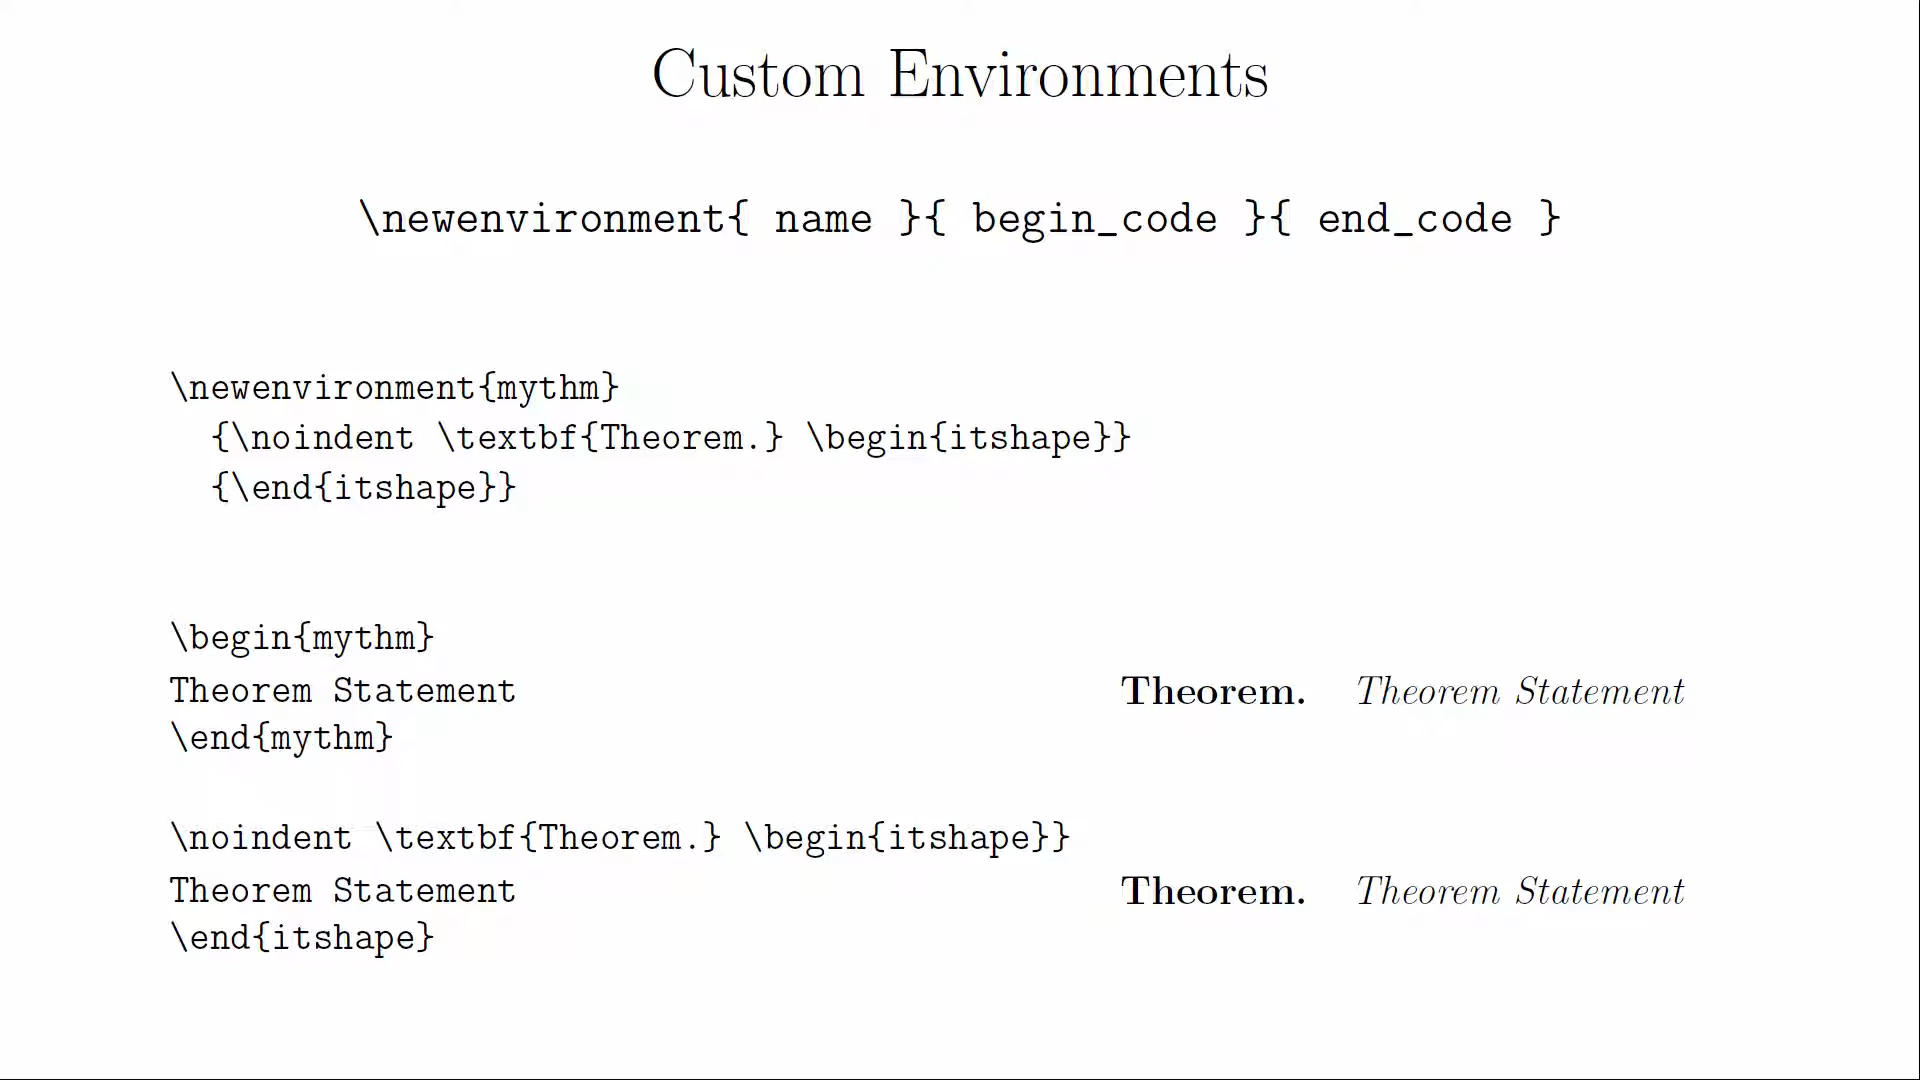 Custom Environments
\newenvironment{ name }{ begin_code }{ end_code }
\newenvironment{mythm}
{\noindent \textbf{Theorem.} \begin{itshape}}
{\end{itshape}}
\begin{mythm}
Theorem Statement
\end{mythm}
Theorem. Theorem Statement
\noindent \textbf{Theorem.} \begin{itshape}}
Theorem Statement
\end{itshape}
Theorem. Theorem Statement